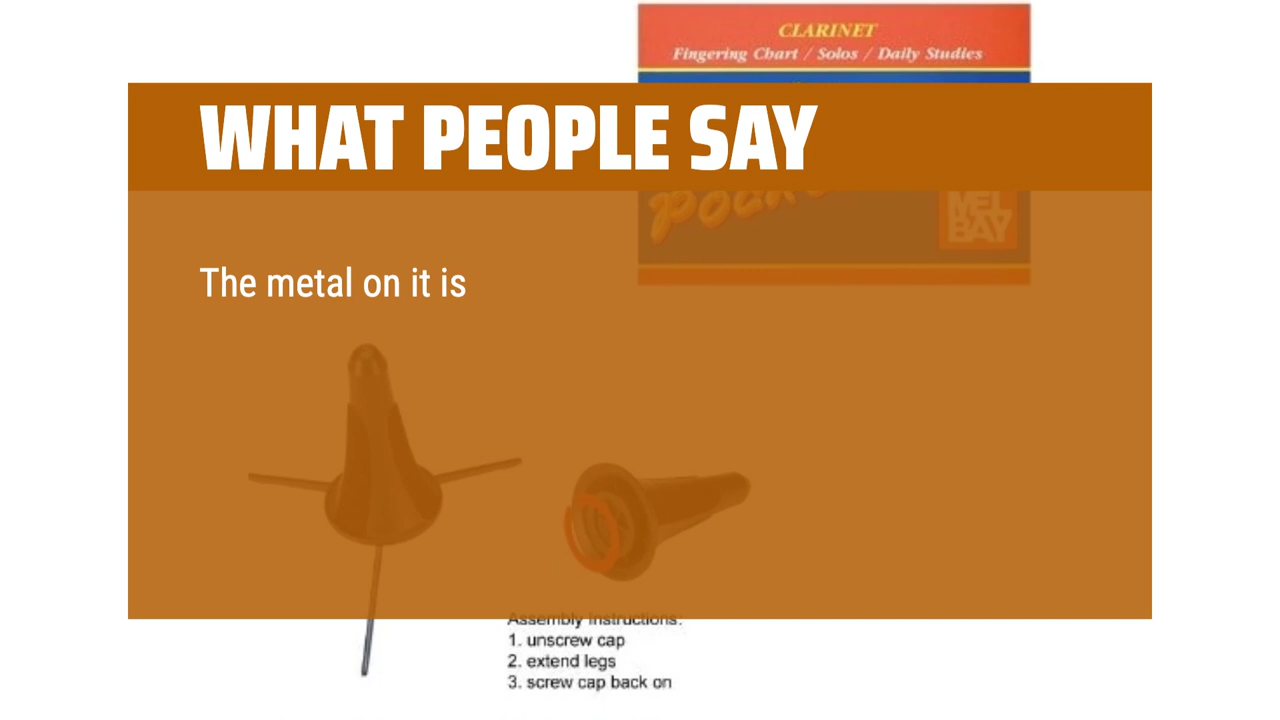 CLARINET
Fingering Chart / Solos / Daily Studies
WHAT PEOPLE SAY
MEL
BAY
The metal on it is
Assembly Instructions:
1. unscrew cap
2. extend legs
3. screw cap back on